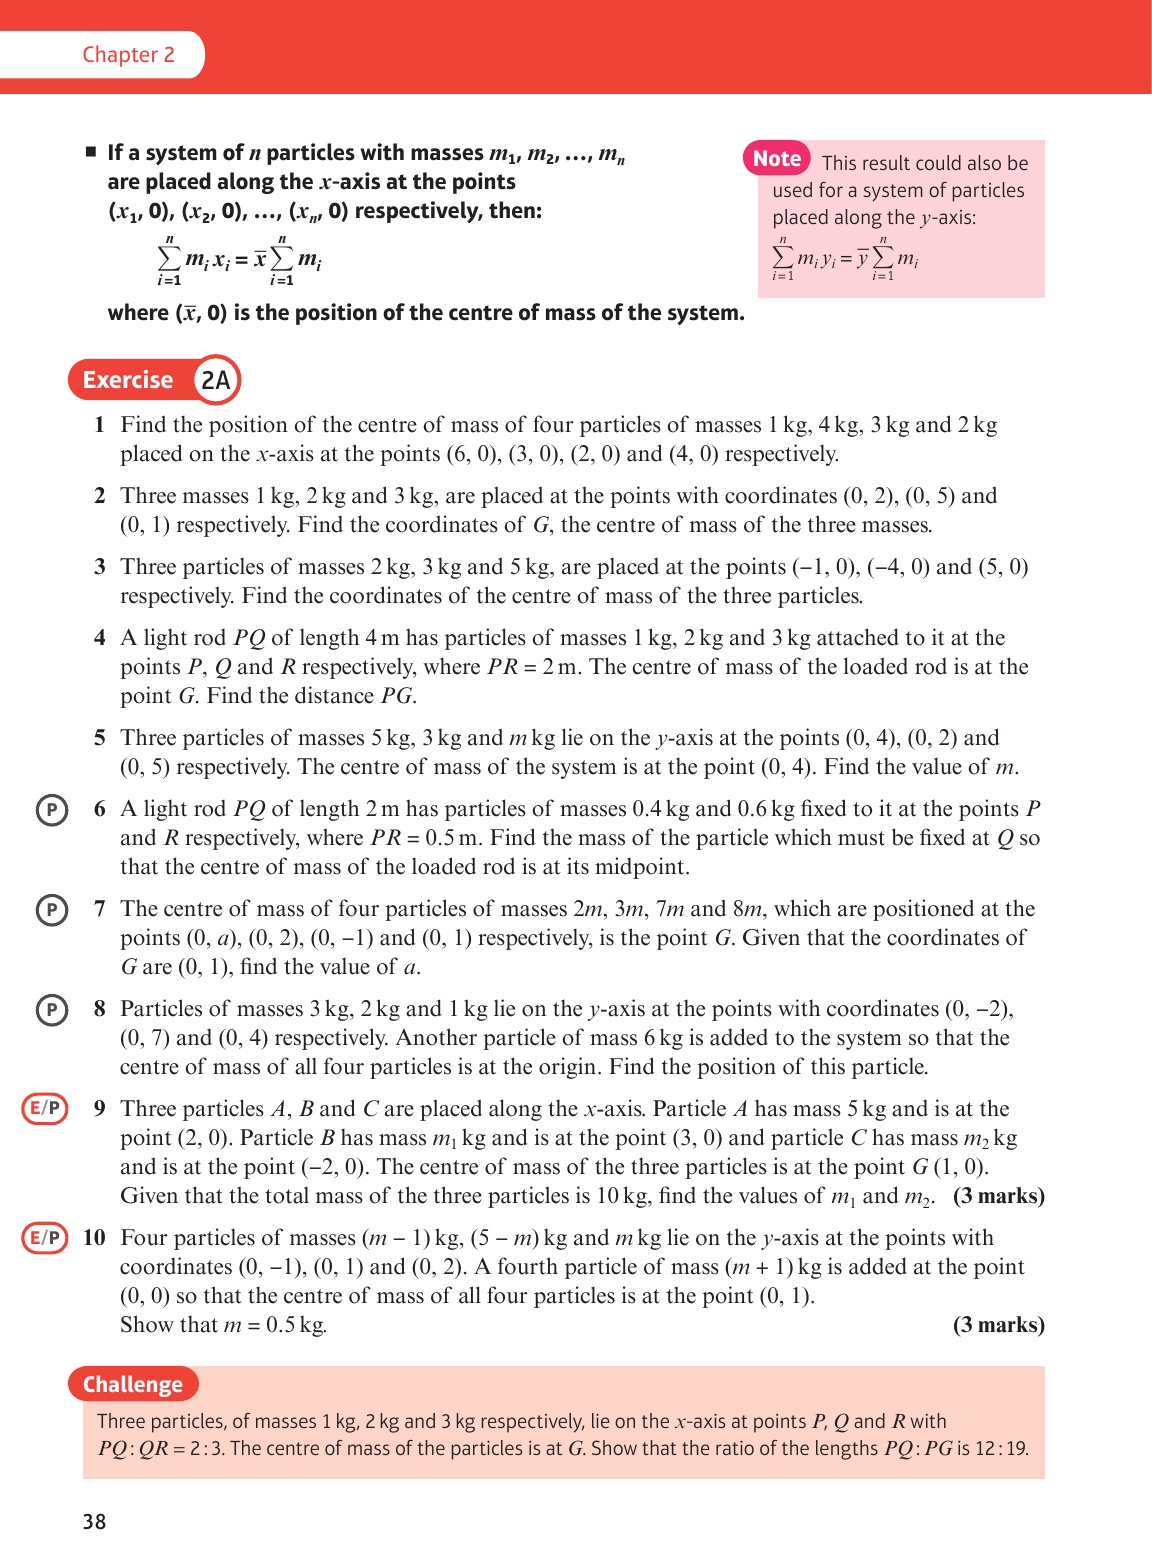 Chapter 2
■ If a system of n particles with masses m₁, m₂, …, mₙ
are placed along the x-axis at the points
(x₁, 0), (x₂, 0), …, (xₙ, 0) respectively, then:
n n
∑ mᵢ xᵢ = x̅ ∑ mᵢ
i=1 i=1
where (x̅, 0) is the position of the centre of mass of the system.
Note This result could also be
used for a system of particles
placed along the y-axis:
n n
∑ mᵢ yᵢ = y̅ ∑ mᵢ
i=1 i=1
Exercise 2A
1 Find the position of the centre of mass of four particles of masses 1 kg, 4 kg, 3 kg and 2 kg
placed on the x-axis at the points (6, 0), (3, 0), (2, 0) and (4, 0) respectively.
2 Three masses 1 kg, 2 kg and 3 kg, are placed at the points with coordinates (0, 2), (0, 5) and
(0, 1) respectively. Find the coordinates of G, the centre of mass of the three masses.
3 Three particles of masses 2 kg, 3 kg and 5 kg, are placed at the points (−1, 0), (−4, 0) and (5, 0)
respectively. Find the coordinates of the centre of mass of the three particles.
4 A light rod PQ of length 4 m has particles of masses 1 kg, 2 kg and 3 kg attached to it at the
points P, Q and R respectively, where PR = 2 m. The centre of mass of the loaded rod is at the
point G. Find the distance PG.
5 Three particles of masses 5 kg, 3 kg and m kg lie on the y-axis at the points (0, 4), (0, 2) and
(0, 5) respectively. The centre of mass of the system is at the point (0, 4). Find the value of m.
P 6 A light rod PQ of length 2 m has particles of masses 0.4 kg and 0.6 kg fixed to it at the points P
and R respectively, where PR = 0.5 m. Find the mass of the particle which must be fixed at Q so
that the centre of mass of the loaded rod is at its midpoint.
P 7 The centre of mass of four particles of masses 2m, 3m, 7m and 8m, which are positioned at the
points (0, a), (0, 2), (0, −1) and (0, 1) respectively, is the point G. Given that the coordinates of
G are (0, 1), find the value of a.
P 8 Particles of masses 3 kg, 2 kg and 1 kg lie on the y-axis at the points with coordinates (0, −2),
(0, 7) and (0, 4) respectively. Another particle of mass 6 kg is added to the system so that the
centre of mass of all four particles is at the origin. Find the position of this particle.
E/P 9 Three particles A, B and C are placed along the x-axis. Particle A has mass 5 kg and is at the
point (2, 0). Particle B has mass m₁ kg and is at the point (3, 0) and particle C has mass m₂ kg
and is at the point (−2, 0). The centre of mass of the three particles is at the point G (1, 0).
Given that the total mass of the three particles is 10 kg, find the values of m₁ and m₂. (3 marks)
E/P 10 Four particles of masses (m − 1) kg, (5 − m) kg and m kg lie on the y-axis at the points with
coordinates (0, −1), (0, 1) and (0, 2). A fourth particle of mass (m + 1) kg is added at the point
(0, 0) so that the centre of mass of all four particles is at the point (0, 1).
Show that m = 0.5 kg. (3 marks)
Challenge
Three particles, of masses 1 kg, 2 kg and 3 kg respectively, lie on the x-axis at points P, Q and R with
PQ : QR = 2 : 3. The centre of mass of the particles is at G. Show that the ratio of the lengths PQ : PG is 12 : 19.
38